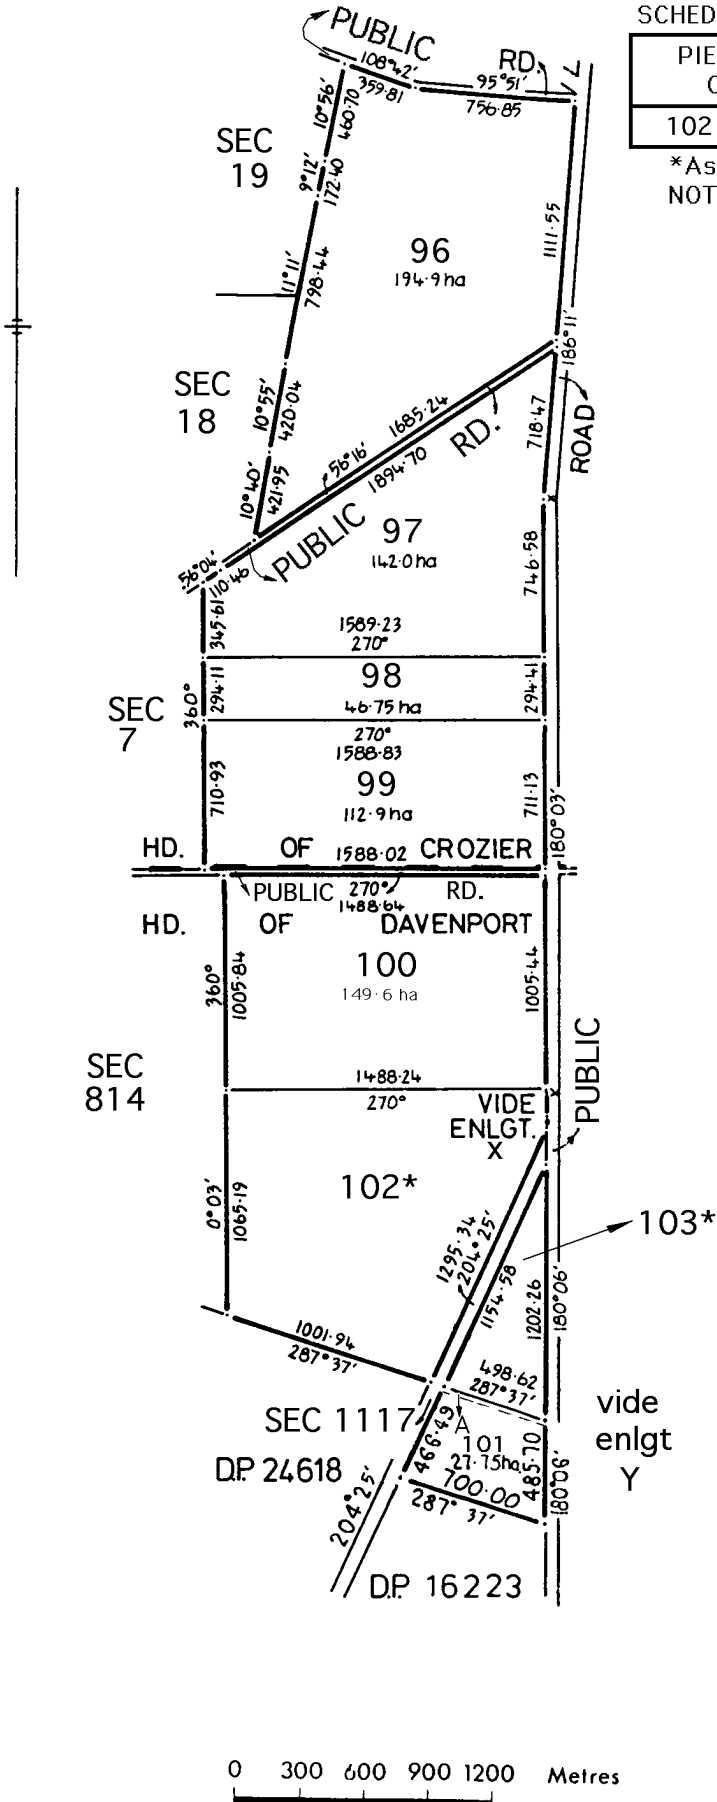 SCHED
PUBLIC
108°42'
359.81
RD.
95°51'
756.85
PIE
102
*As
NOT
10°56'
460.70
SEC
19
9°12'
172.40
96
194.9 ha
1111.55
11°11'
798.44
186°11'
SEC
18
10°55'
420.04
1685.24
56°16'
1894.70
RD.
718.47
ROAD
10°40'
421.95
PUBLIC
97
142.0 ha
56°04'
110.46
746.58
345.61
1589.23
270°
98
46.75 ha
294.11
294.41
360°
SEC
7
270°
1588.83
99
112.9 ha
710.93
711.13
180°03'
HD. OF 1588.02 CROZIER
PUBLIC 270° RD.
1488.64
HD. OF DAVENPORT
100
149.6 ha
360°
1005.84
1005.44
SEC
814
1488.24
270°
PUBLIC
VIDE
ENLGT.
X
102*
0°03'
1065.19
103*
1295.34
204°25'
1154.58
1202.26
180°06'
1001.94
287°37'
498.62
287°37'
SEC 1117
A
101
27.75 ha
466.49
485.70
vide
enlgt
Y
D.P. 24618
700.00
287° 37'
180°06'
204°25'
D.P. 16223
0 300 600 900 1200 Metres